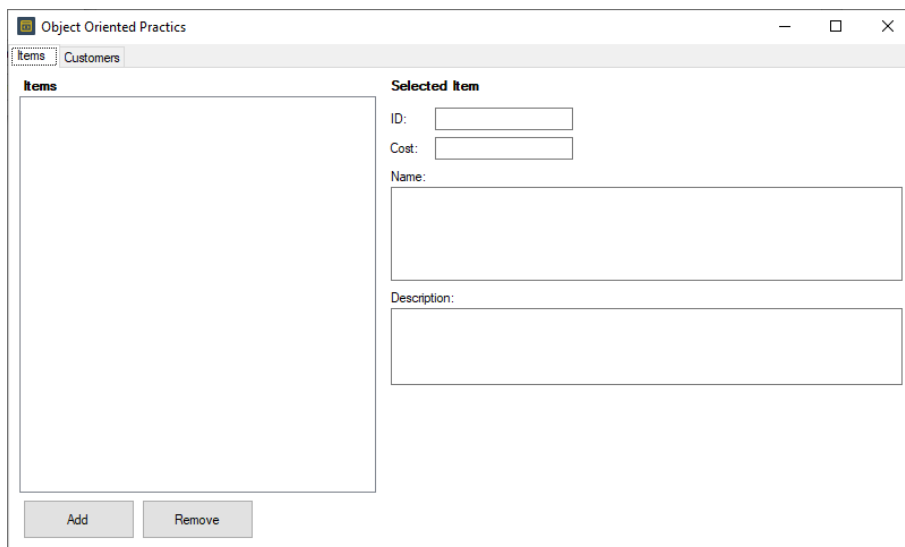 Object Oriented Practics
Items Customers
Items
Selected Item
ID:
Cost:
Name:
Description:
Add Remove